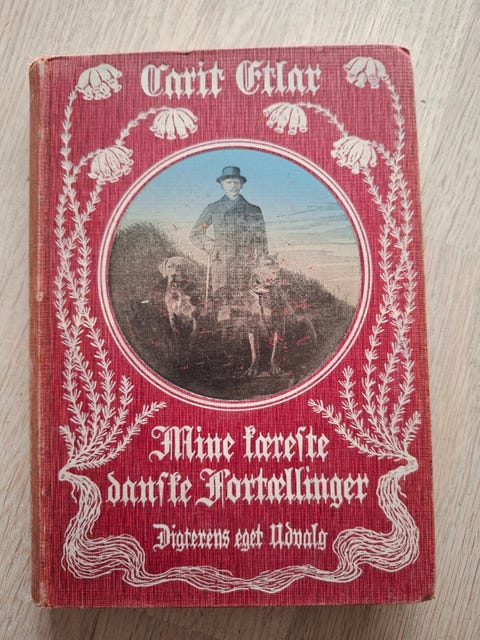 Carit Etlar
Mine kæreste
danske Fortællinger
Digterens eget Udvalg